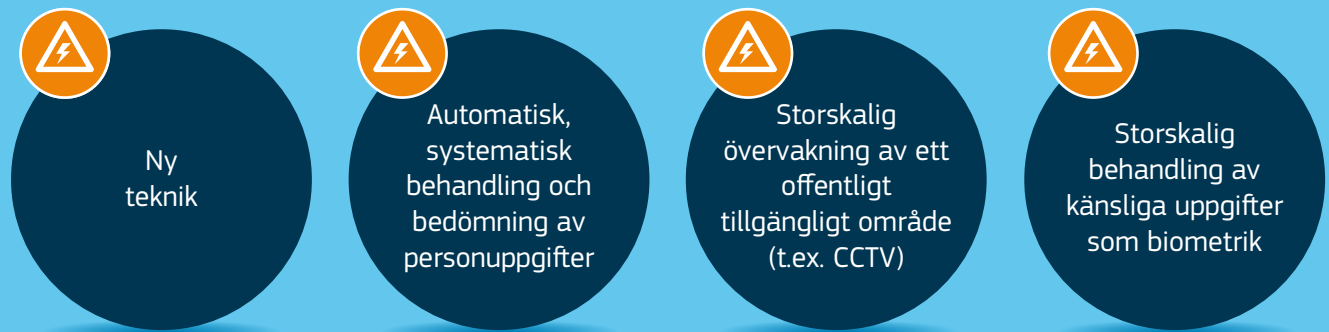 Ny
teknik
Automatisk,
systematisk
behandling och
bedömning av
personuppgifter
Storskalig
övervakning av ett
offentligt
tillgängligt område
(t.ex. CCTV)
Storskalig
behandling av
känsliga uppgifter
som biometrik